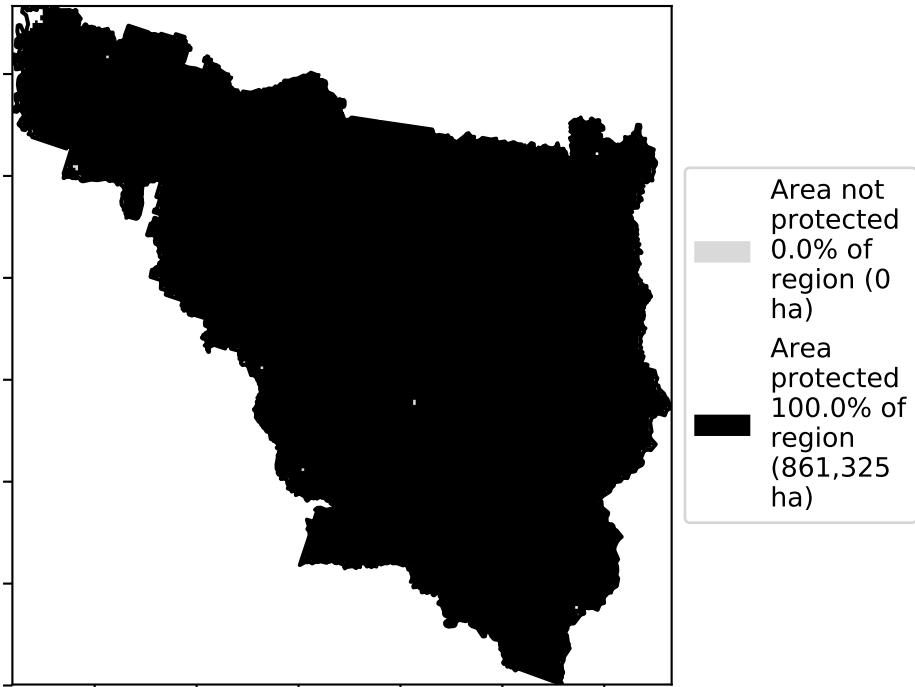 Area not
protected
0.0% of
region (0
ha)
Area
protected
100.0% of
region
(861,325
ha)